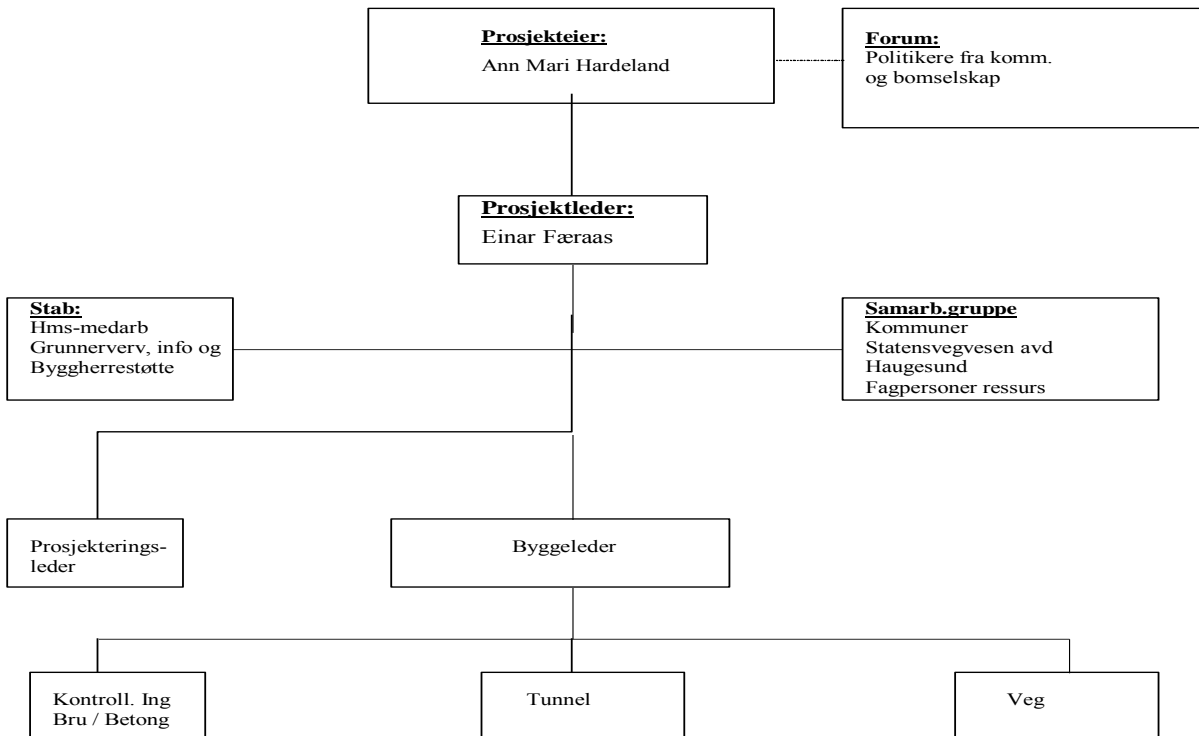 Prosjekteier:
Ann Mari Hardeland
Forum:
Politikere fra komm.
og bomselskap
Prosjektleder:
Einar Færaas
Stab:
Hms-medarb
Grunnerverv, info og
Byggherrestøtte
Samarb.gruppe
Kommuner
Statensvegvesen avd
Haugesund
Fagpersoner ressurs
Prosjekterings-
leder
Byggeleder
Kontroll. Ing
Bru / Betong
Tunnel
Veg